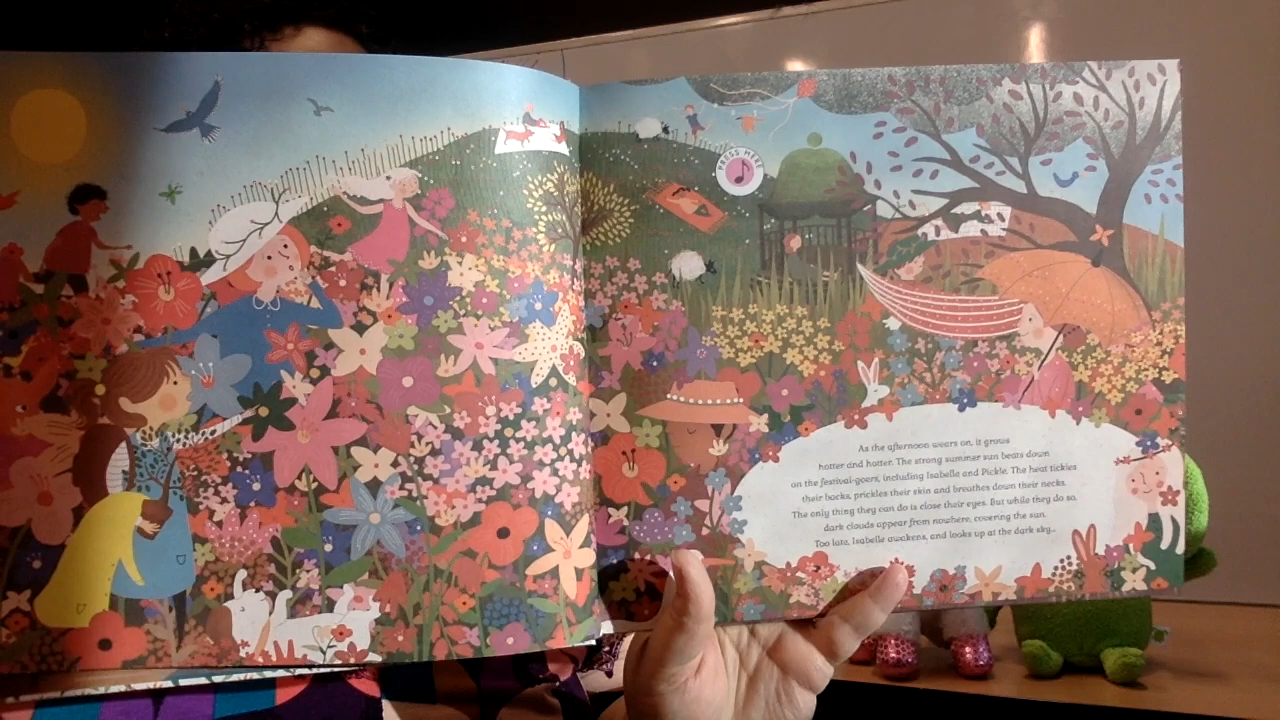 PRESS HERE
As the afternoon wears on, it grows
hotter and hotter. The strong summer sun beats down
on the festival-goers, including Isabelle and Pickle. The heat tickles
their backs, prickles their skin and breathes down their necks.
The only thing they can do is close their eyes. But while they do so,
dark clouds appear from nowhere, covering the sun.
Too late, Isabelle awakens, and looks up at the dark sky...